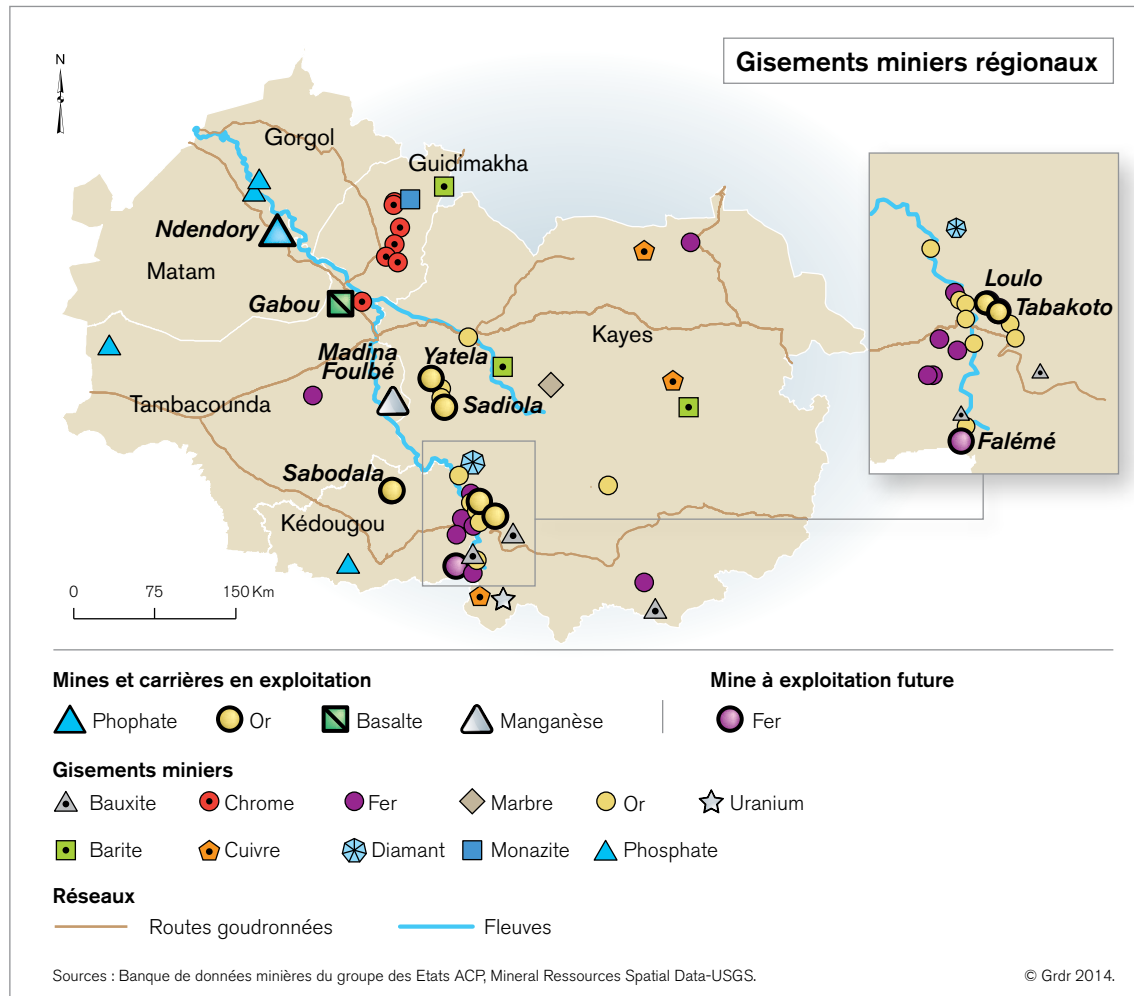 Gisements miniers régionaux
N
Gorgol
Guidimakha
Ndendory
Matam
Gabou
Kayes
Madina
Foulbé
Yatela
Sadiola
Tambacounda
Sabodala
Kédougou
Loulo
Tabakoto
Falémé
0 75 150 Km
Mines et carrières en exploitation
Phophate Or Basalte Manganèse
Mine à exploitation future
Fer
Gisements miniers
Bauxite Chrome Fer Marbre Or Uranium
Barite Cuivre Diamant Monazite Phosphate
Réseaux
Routes goudronnées Fleuves
Sources : Banque de données minières du groupe des Etats ACP, Mineral Ressources Spatial Data-USGS.
© Grdr 2014.